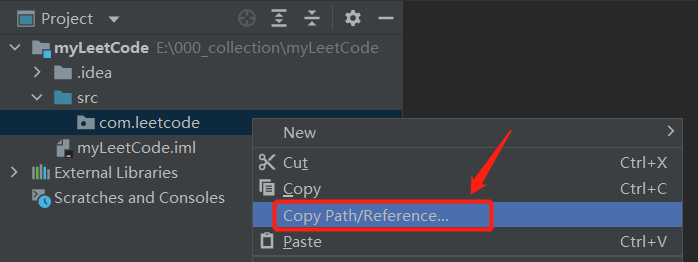 Project
myLeetCode E:\000_collection\myLeetCode
.idea
src
com.leetcode
myLeetCode.iml
External Libraries
Scratches and Consoles
New
Cut Ctrl+X
Copy Ctrl+C
Copy Path/Reference...
Paste Ctrl+V